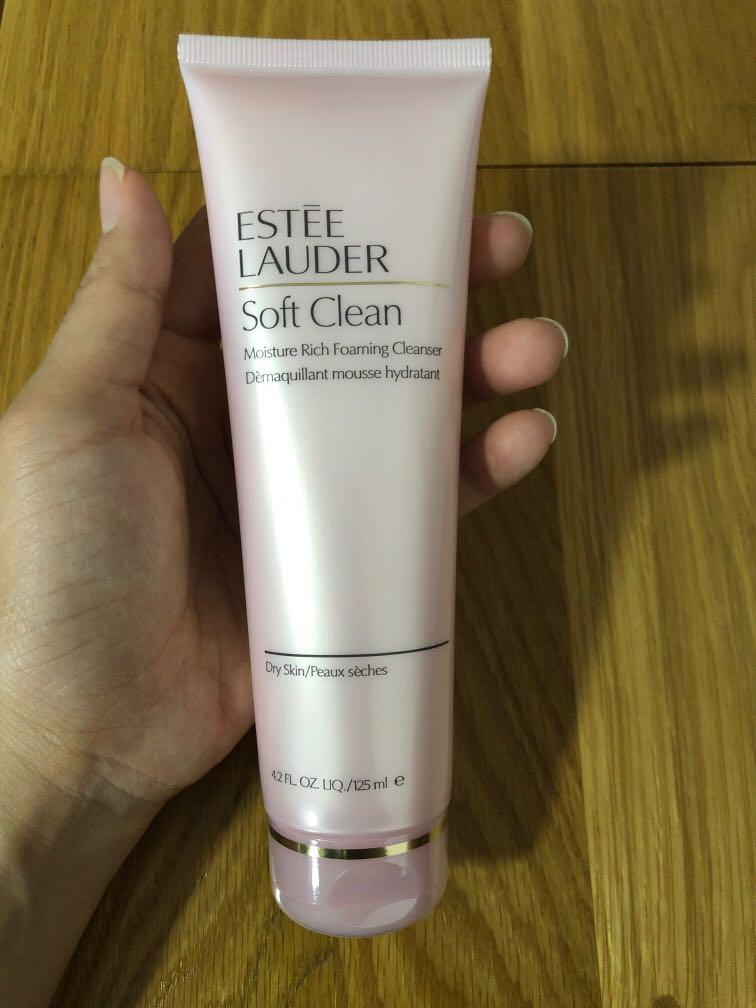 ESTĒE
LAUDER
Soft Clean
Moisture Rich Foaming Cleanser
Dèmaquillant mousse hydratant
Dry Skin/Peaux sèches
4.2 FL. OZ. LIQ./125 ml ℮